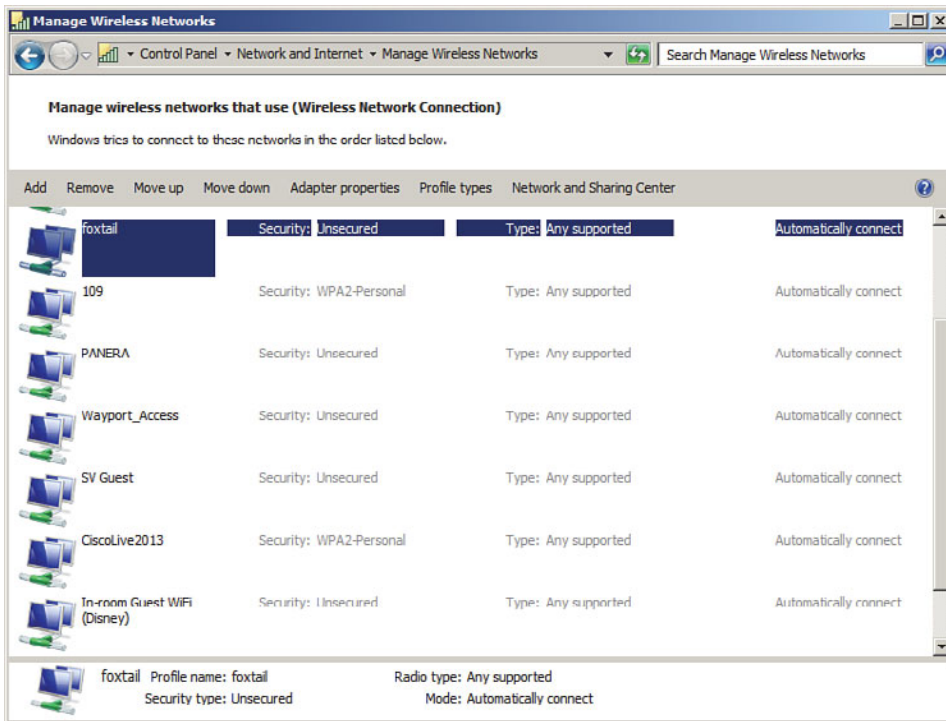 Manage Wireless Networks
Control Panel Network and Internet Manage Wireless Networks Search Manage Wireless Networks
Manage wireless networks that use (Wireless Network Connection)
Windows tries to connect to these networks in the order listed below.
Add Remove Move up Move down Adapter properties Profile types Network and Sharing Center
foxtail Security: Unsecured Type: Any supported Automatically connect
109 Security: WPA2-Personal Type: Any supported Automatically connect
PANERA Security: Unsecured Type: Any supported Automatically connect
Wayport_Access Security: Unsecured Type: Any supported Automatically connect
SV Guest Security: Unsecured Type: Any supported Automatically connect
CiscoLive2013 Security: WPA2-Personal Type: Any supported Automatically connect
In-room Guest WiFi Security: Unsecured Type: Any supported Automatically connect
(Disney)
foxtail Profile name: foxtail Radio type: Any supported
Security type: Unsecured Mode: Automatically connect